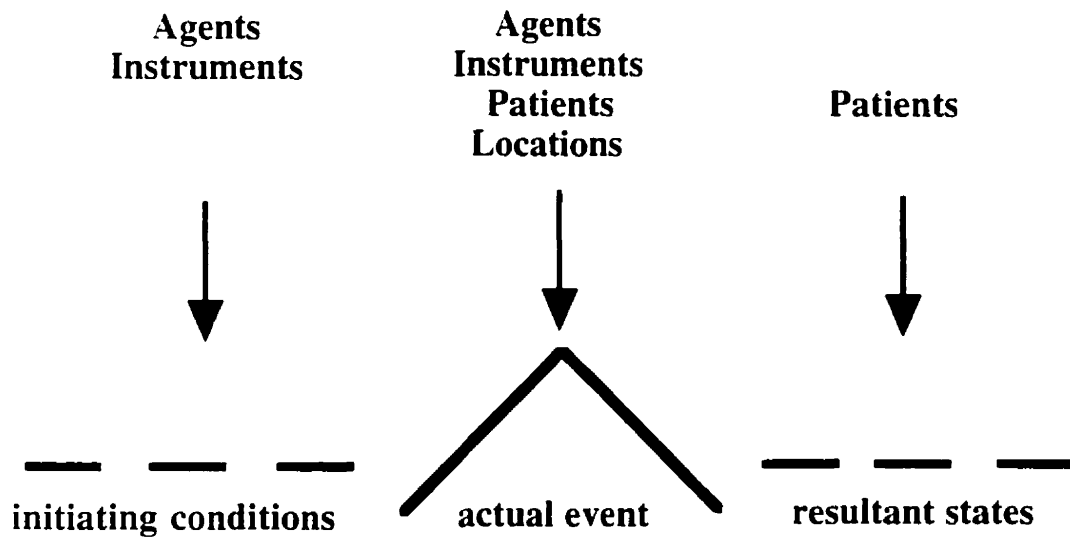 Agents
Instruments
Agents
Instruments
Patients
Locations
Patients
initiating conditions
actual event
resultant states